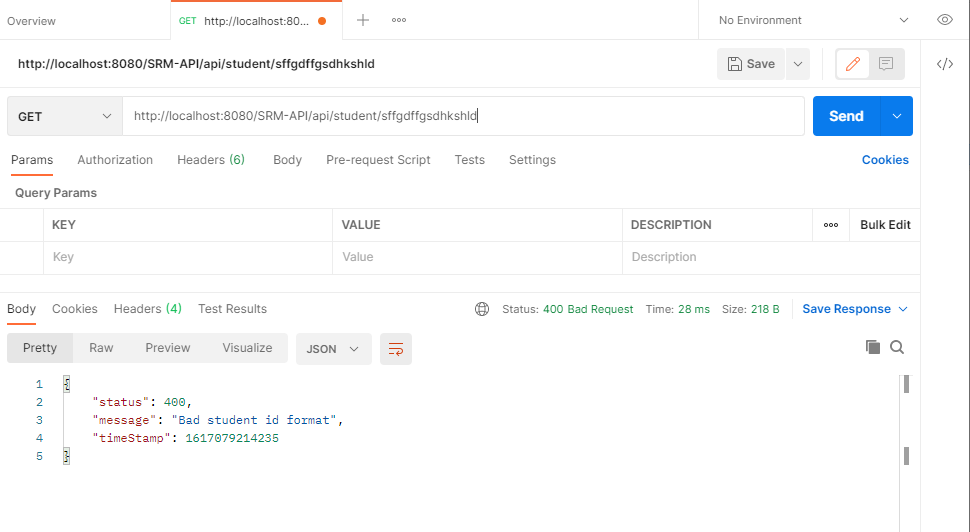 Overview
GET http://localhost:80...
No Environment
http://localhost:8080/SRM-API/api/student/sffgdffgsdhkshld
Save
GET
http://localhost:8080/SRM-API/api/student/sffgdffgsdhkshld
Send
Params Authorization Headers (6) Body Pre-request Script Tests Settings Cookies
Query Params
KEY VALUE DESCRIPTION Bulk Edit
Key Value Description
Body Cookies Headers (4) Test Results Status: 400 Bad Request Time: 28 ms Size: 218 B Save Response
Pretty Raw Preview Visualize JSON
1 {
2 "status": 400,
3 "message": "Bad student id format",
4 "timeStamp": 1617079214235
5 }